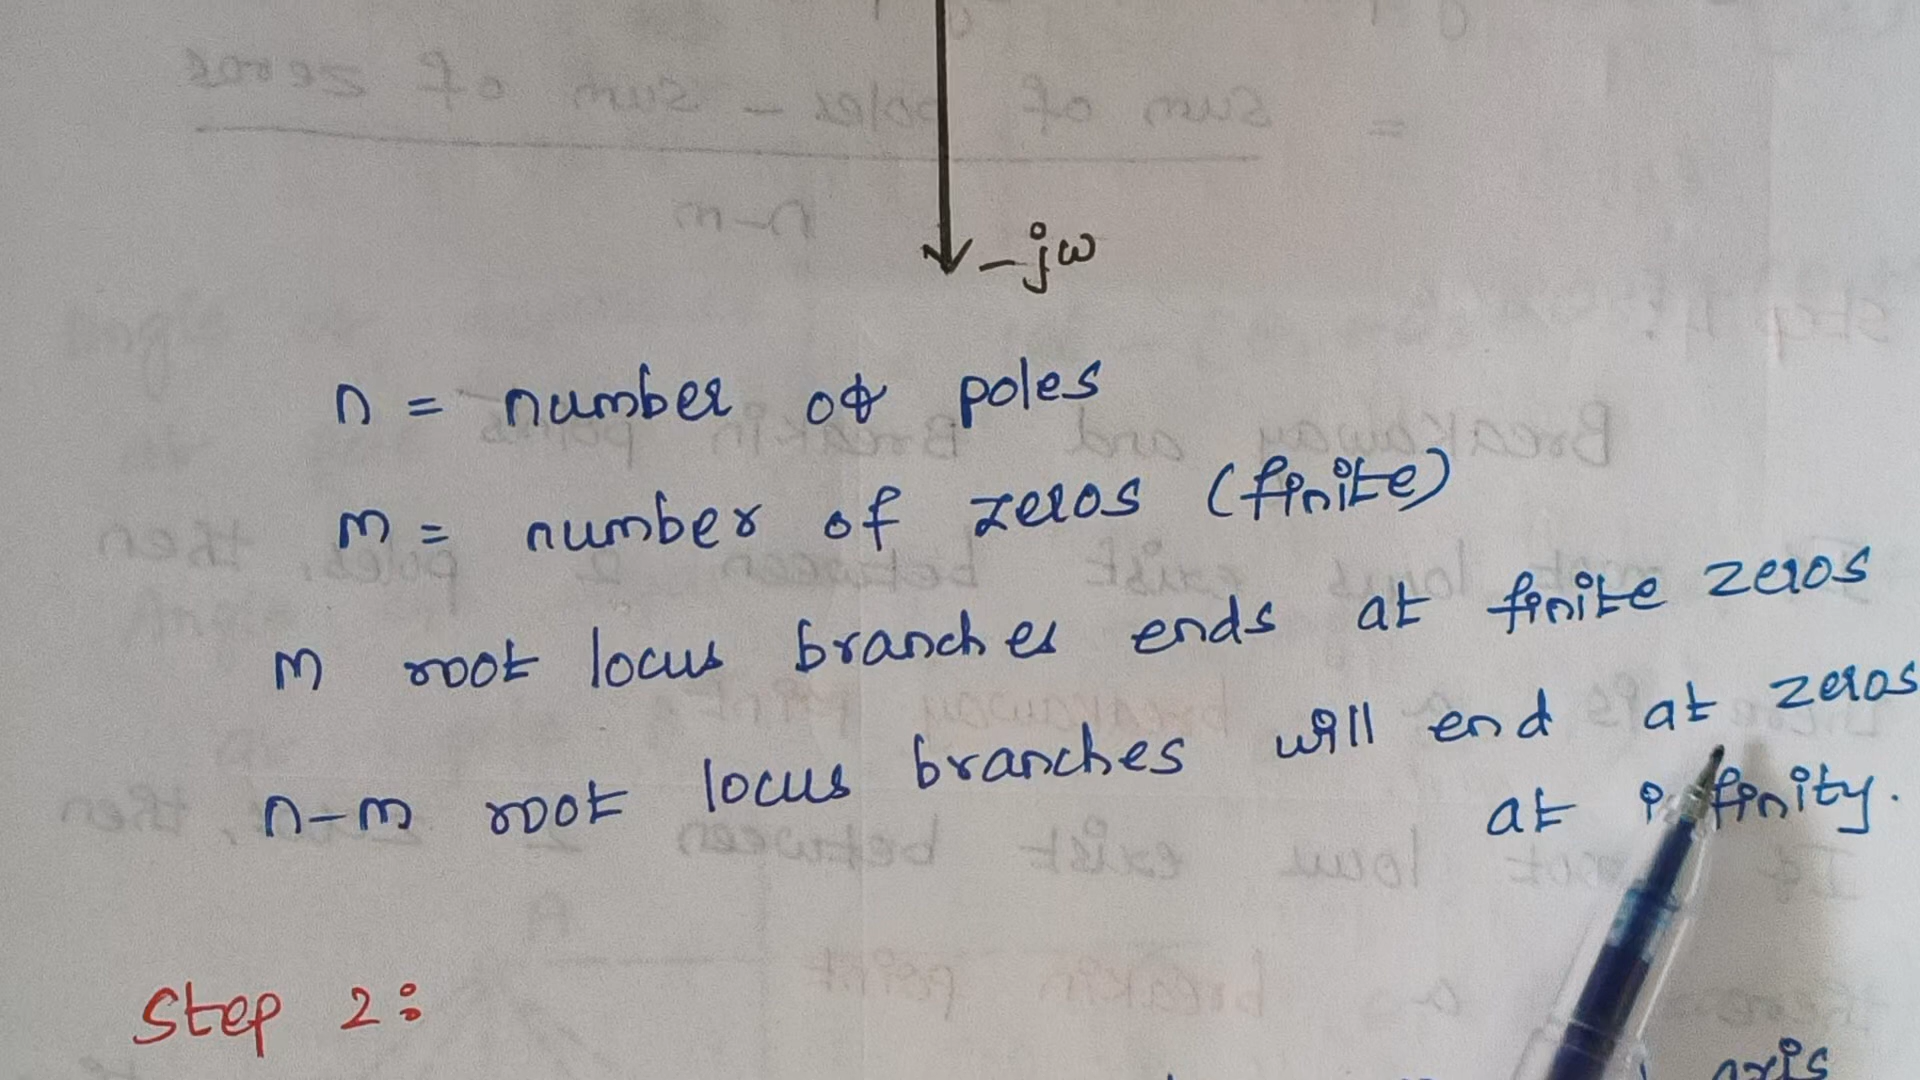 -jω
n = number of poles
m = number of zeros (finite)
m root locus branches ends at finite zeros
n-m root locus branches will end at zeros
at infinity.
Step 2:
axis